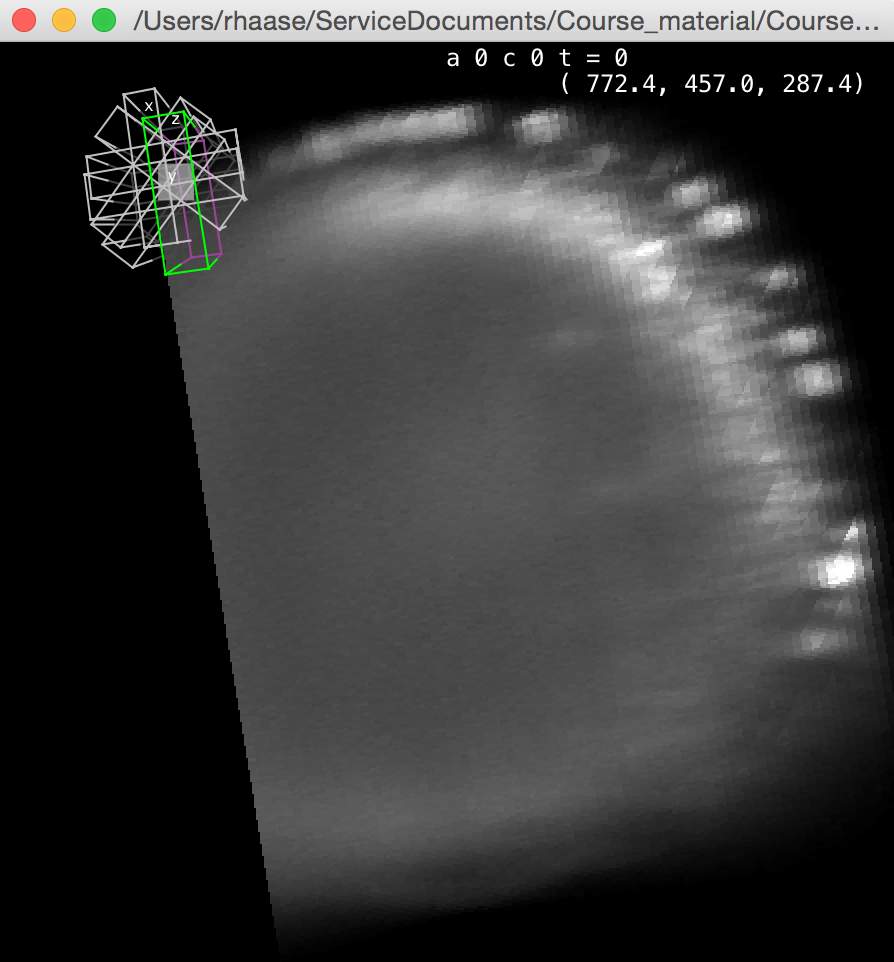 /Users/rhaase/ServiceDocuments/Course_material/Course...
a 0 c 0 t = 0
( 772.4, 457.0, 287.4)
x
z
y